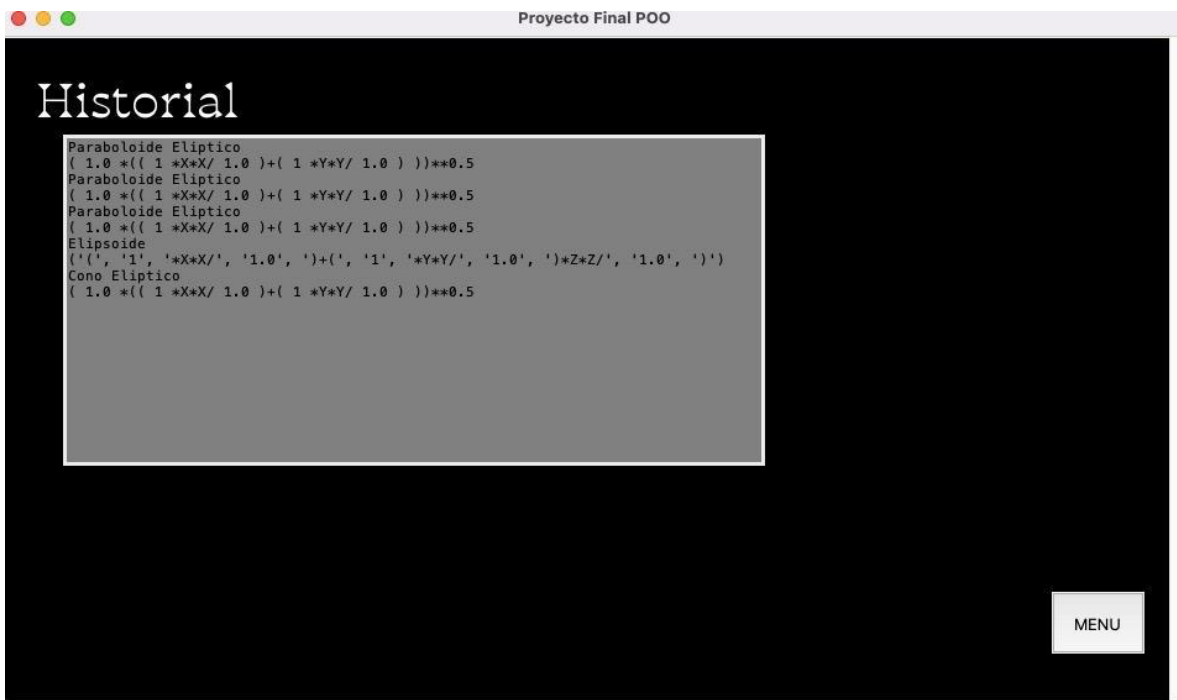 Proyecto Final POO
Historial
Paraboloide Eliptico
( 1.0 *(( 1 *X*X/ 1.0 )+( 1 *Y*Y/ 1.0 ) ))**0.5
Paraboloide Eliptico
( 1.0 *(( 1 *X*X/ 1.0 )+( 1 *Y*Y/ 1.0 ) ))**0.5
Paraboloide Eliptico
( 1.0 *(( 1 *X*X/ 1.0 )+( 1 *Y*Y/ 1.0 ) ))**0.5
Elipsoide
('(', '1', '*X*X/', '1.0', ')+(', '1', '*Y*Y/', '1.0', ')*Z*Z/', '1.0', ')')
Cono Eliptico
( 1.0 *(( 1 *X*X/ 1.0 )+( 1 *Y*Y/ 1.0 ) ))**0.5
MENU